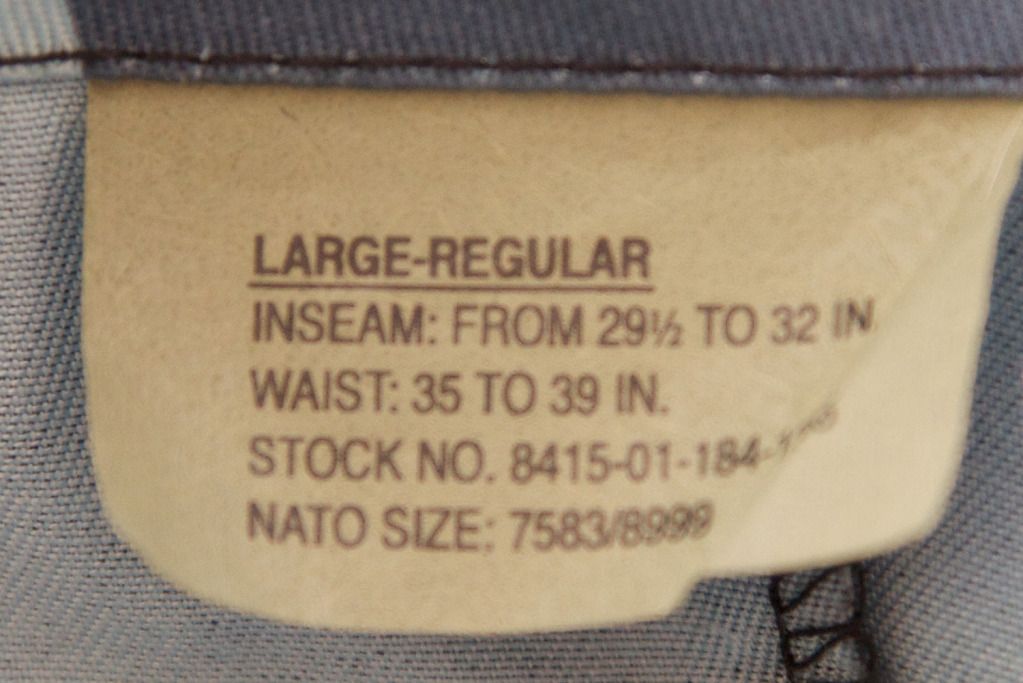 LARGE-REGULAR
INSEAM: FROM 29½ TO 32 IN.
WAIST: 35 TO 39 IN.
STOCK NO. 8415-01-184-
NATO SIZE: 7583/8999